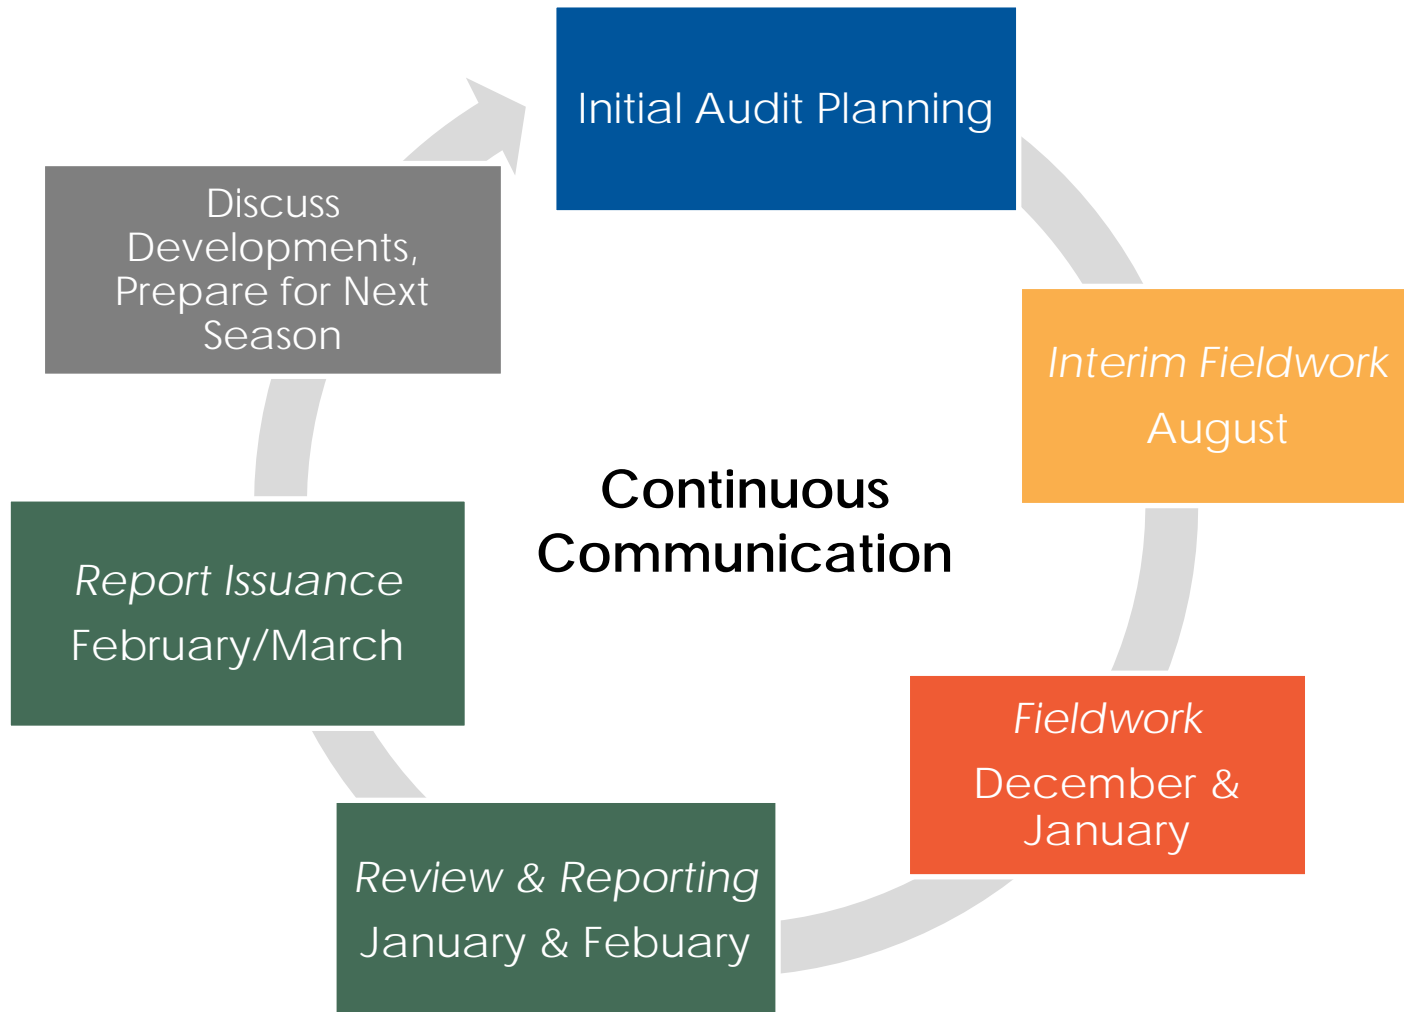 Initial Audit Planning
Interim Fieldwork
August
Fieldwork
December &
January
Review & Reporting
January & Febuary
Report Issuance
February/March
Discuss
Developments,
Prepare for Next
Season
Continuous
Communication